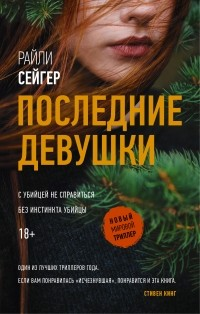 РАЙЛИ
СЕЙГЕР
ПОСЛЕДНИЕ
ДЕВУШКИ
С УБИЙЦЕЙ НЕ СПРАВИТЬСЯ
БЕЗ ИНСТИНКТА УБИЙЦЫ
18+
НОВЫЙ
МИРОВОЙ
ТРИЛЛЕР
ОДИН ИЗ ЛУЧШИХ ТРИЛЛЕРОВ ГОДА.
ЕСЛИ ВАМ ПОНРАВИЛАСЬ «ИСЧЕЗНУВШАЯ», ПОНРАВИТСЯ И ЭТА КНИГА.
СТИВЕН КИНГ